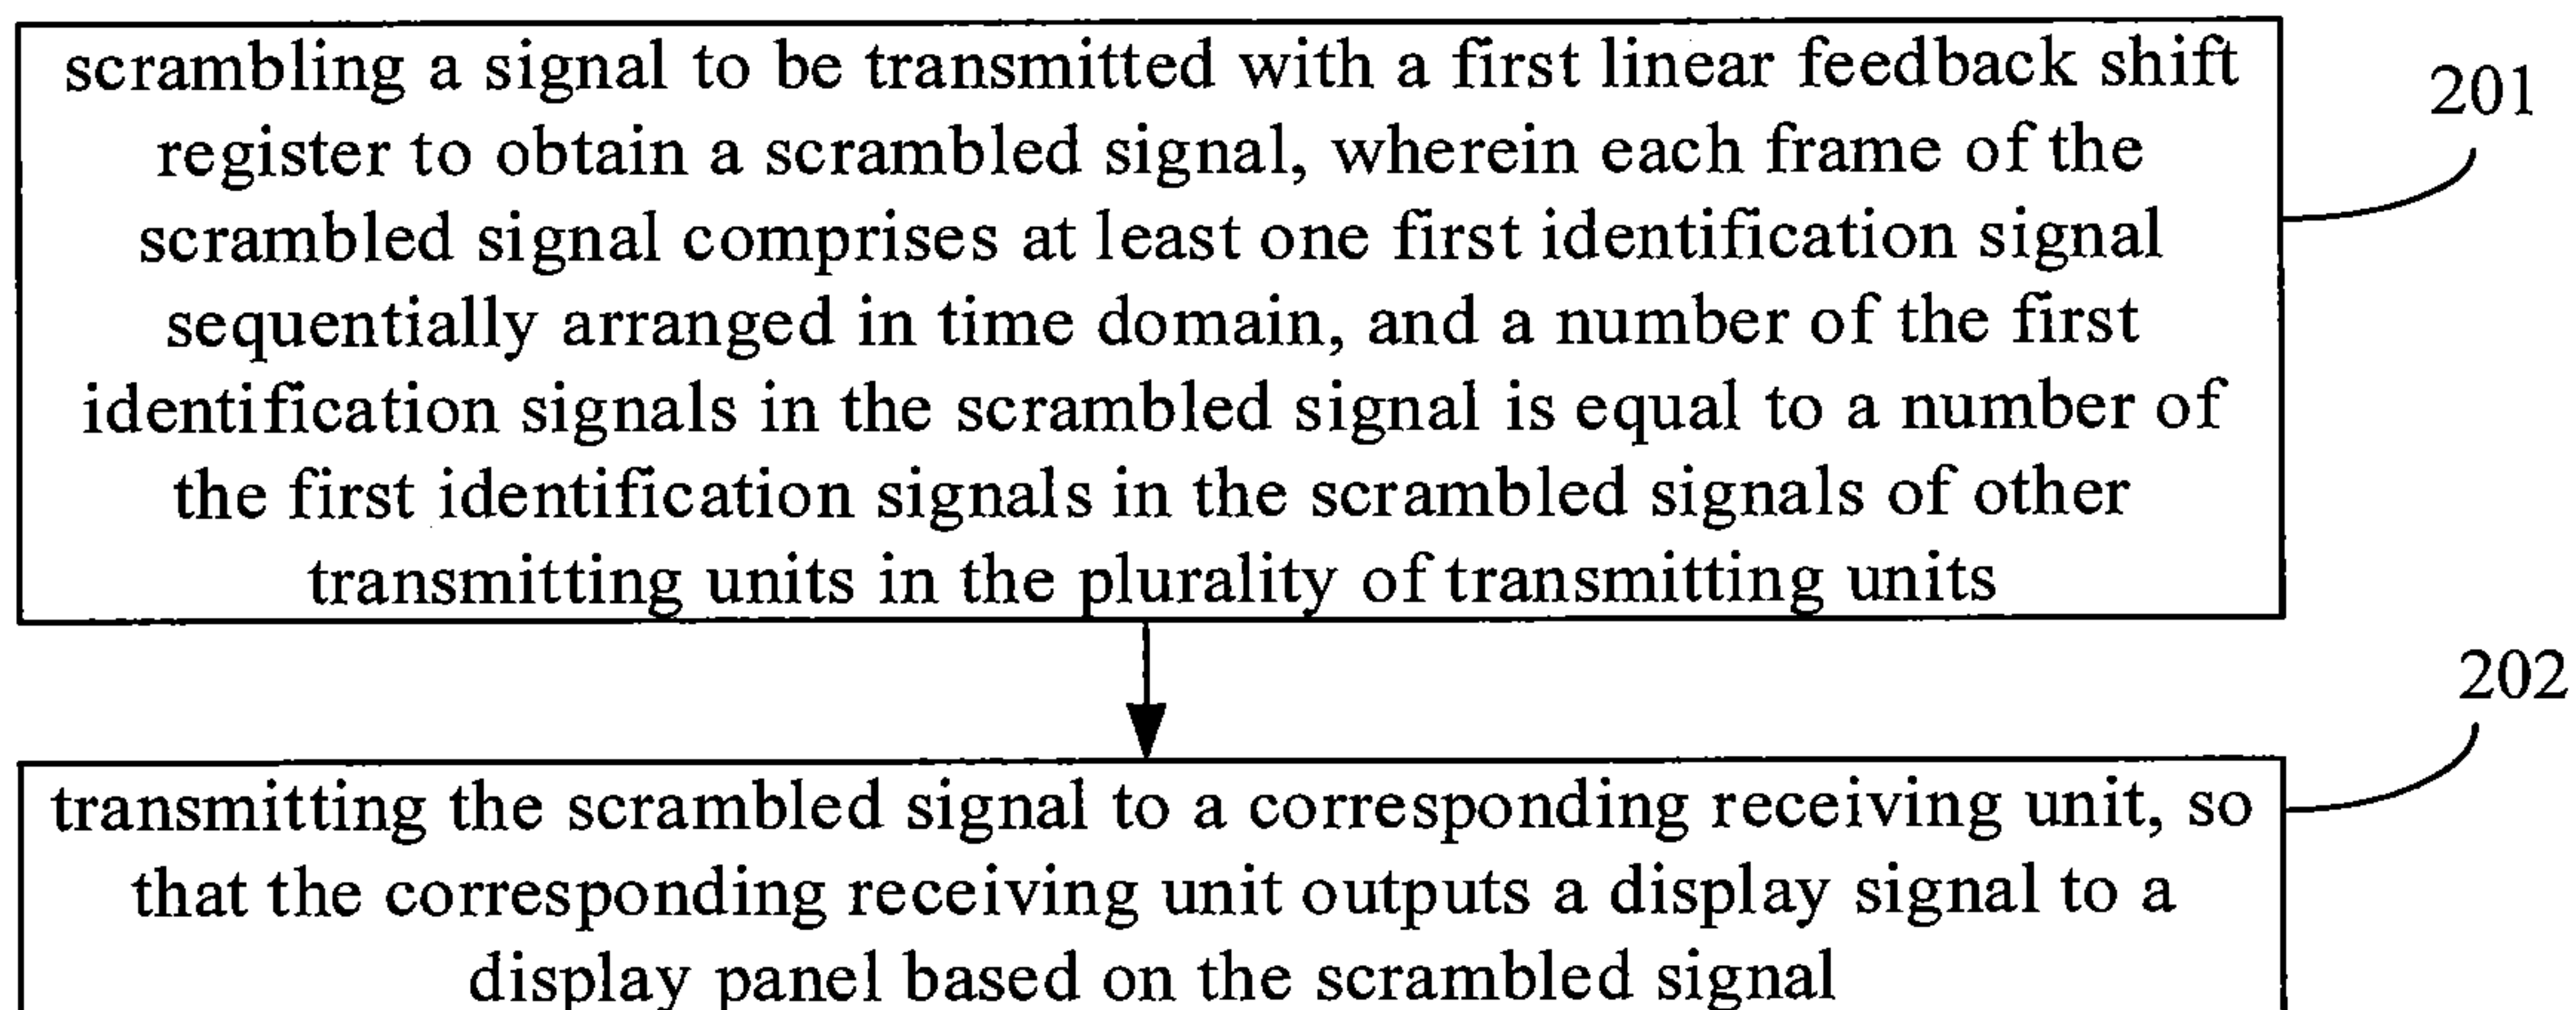 scrambling a signal to be transmitted with a first linear feedback shift
register to obtain a scrambled signal, wherein each frame of the
scrambled signal comprises at least one first identification signal
sequentially arranged in time domain, and a number of the first
identification signals in the scrambled signal is equal to a number of
the first identification signals in the scrambled signals of other
transmitting units in the plurality of transmitting units
201
transmitting the scrambled signal to a corresponding receiving unit, so
that the corresponding receiving unit outputs a display signal to a
display panel based on the scrambled signal
202